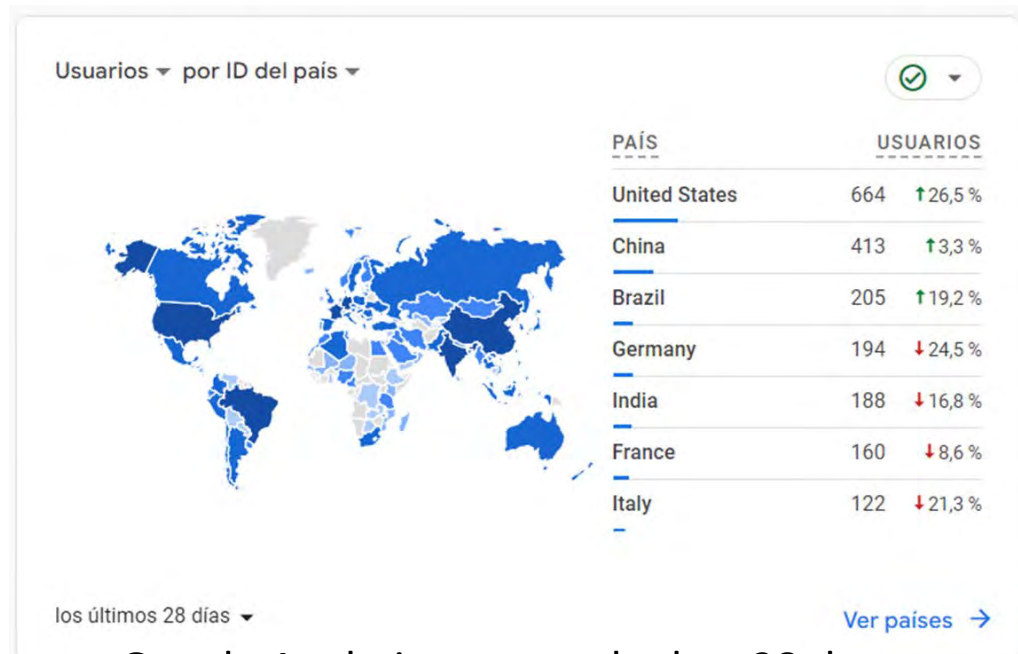 Usuarios por ID del país
PAÍS USUARIOS
United States 664 ↑ 26,5 %
China 413 ↑ 3,3 %
Brazil 205 ↑ 19,2 %
Germany 194 ↓ 24,5 %
India 188 ↓ 16,8 %
France 160 ↓ 8,6 %
Italy 122 ↓ 21,3 %
los últimos 28 días
Ver países →